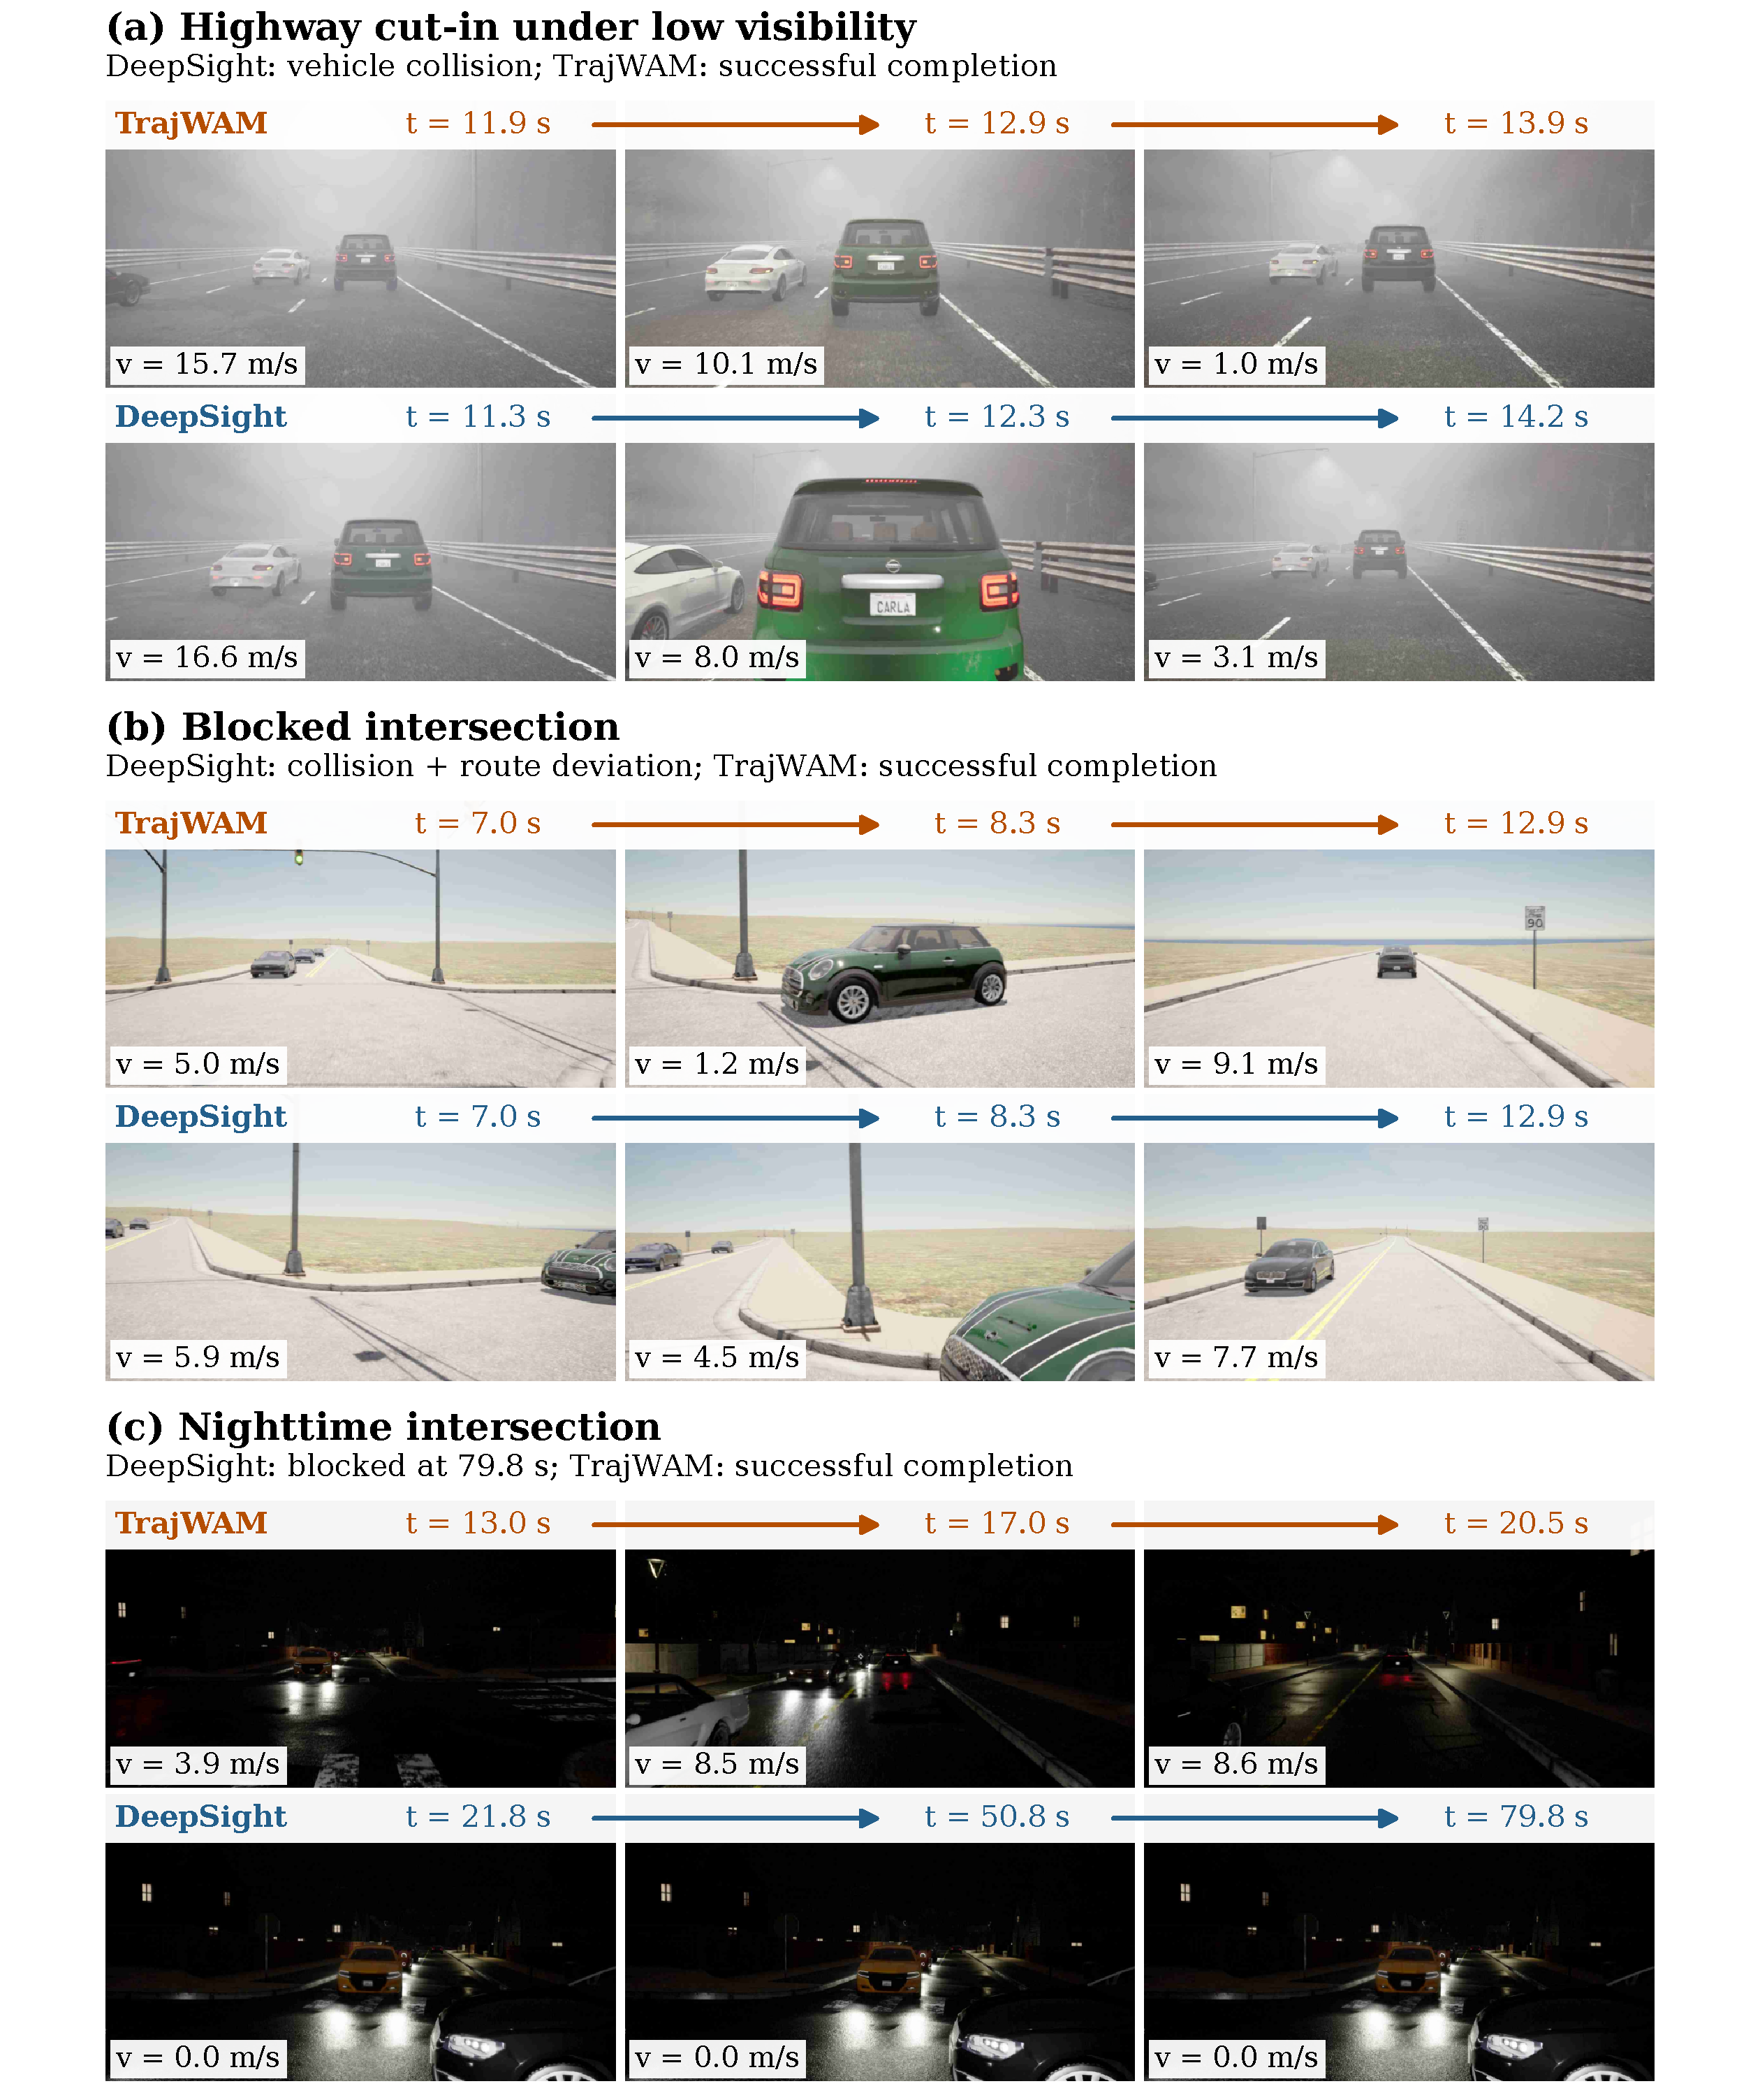 (a) Highway cut-in under low visibility
DeepSight: vehicle collision; TrajWAM: successful completion
TrajWAM t = 11.9 s t = 12.9 s t = 13.9 s
v = 15.7 m/s v = 10.1 m/s v = 1.0 m/s
DeepSight t = 11.3 s t = 12.3 s t = 14.2 s
CARLA
v = 16.6 m/s v = 8.0 m/s v = 3.1 m/s
(b) Blocked intersection
DeepSight: collision + route deviation; TrajWAM: successful completion
TrajWAM t = 7.0 s t = 8.3 s t = 12.9 s
90
v = 5.0 m/s v = 1.2 m/s v = 9.1 m/s
DeepSight t = 7.0 s t = 8.3 s t = 12.9 s
v = 5.9 m/s v = 4.5 m/s v = 7.7 m/s
(c) Nighttime intersection
DeepSight: blocked at 79.8 s; TrajWAM: successful completion
TrajWAM t = 13.0 s t = 17.0 s t = 20.5 s
v = 3.9 m/s v = 8.5 m/s v = 8.6 m/s
DeepSight t = 21.8 s t = 50.8 s t = 79.8 s
v = 0.0 m/s v = 0.0 m/s v = 0.0 m/s